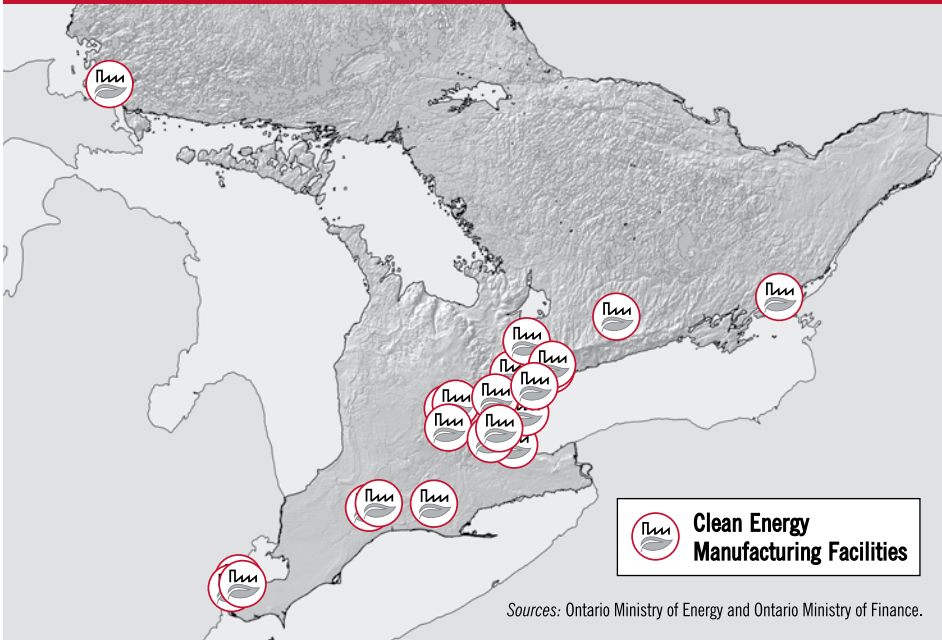 Clean Energy
Manufacturing Facilities
Sources: Ontario Ministry of Energy and Ontario Ministry of Finance.